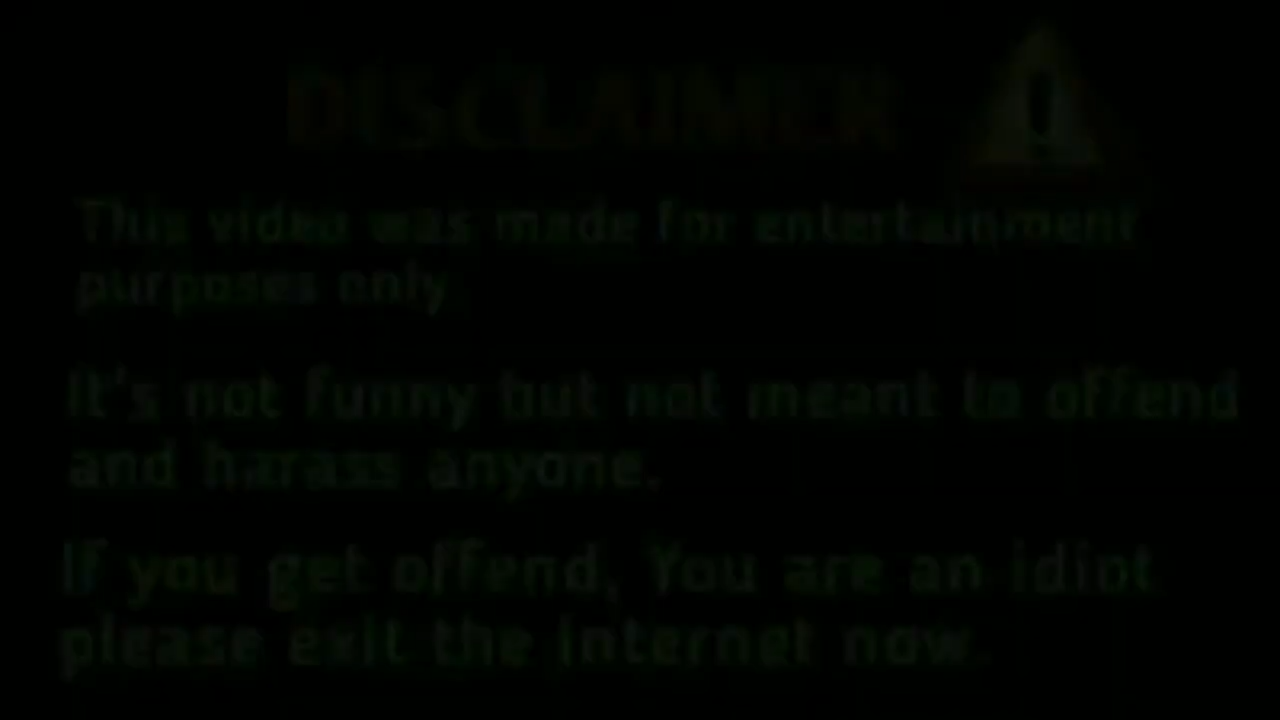 DISCLAIMER
This video was made for entertainment
purposes only.
It's not funny but not meant to offend
and harass anyone.
If you get offend, You are an idiot
please exit the internet now.